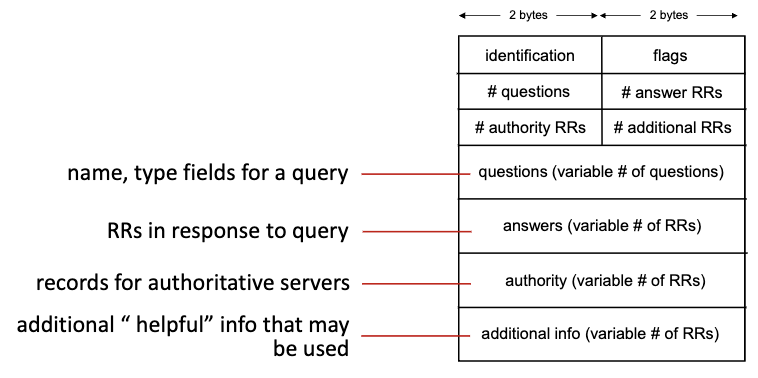 2 bytes 2 bytes
identification flags
# questions # answer RRs
# authority RRs # additional RRs
name, type fields for a query questions (variable # of questions)
RRs in response to query answers (variable # of RRs)
records for authoritative servers authority (variable # of RRs)
additional “ helpful” info that may
be used
additional info (variable # of RRs)